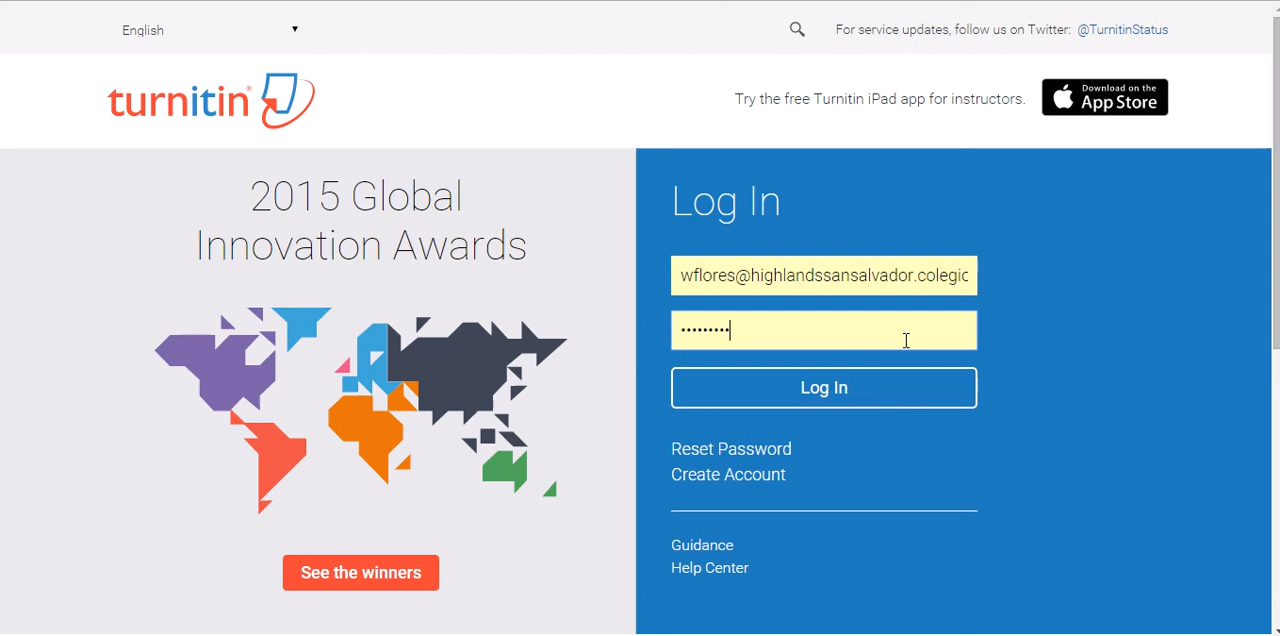 English
For service updates, follow us on Twitter: @TurnitinStatus
turnitin
Try the free Turnitin iPad app for instructors.
Download on the
App Store
2015 Global
Innovation Awards
See the winners
Log In
wflores@highlandssansalvador.colegio
•••••••••
Log In
Reset Password
Create Account
Guidance
Help Center